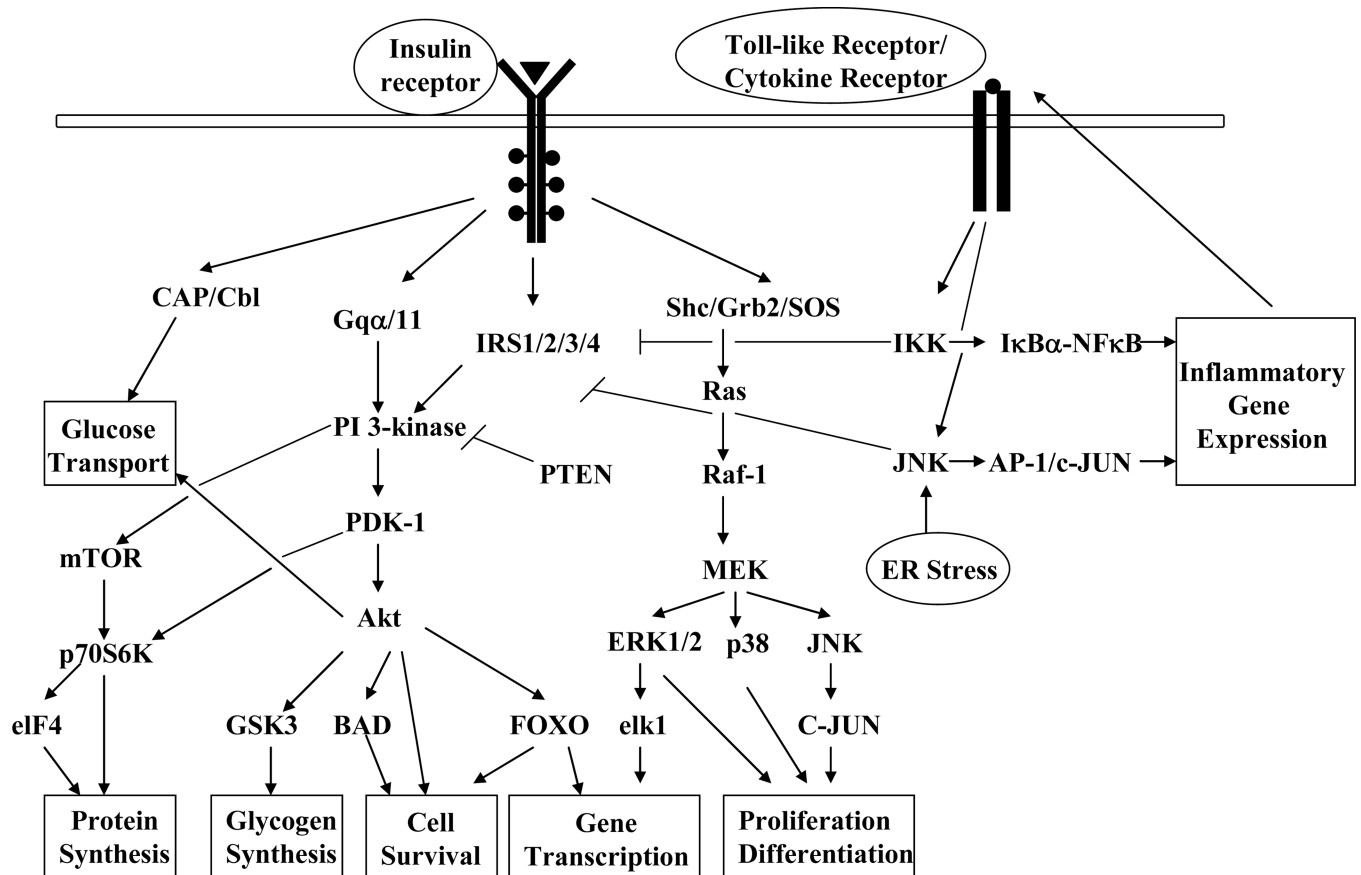 Insulin
receptor
Toll-like Receptor/
Cytokine Receptor
CAP/Cbl
Gqα/11
IRS1/2/3/4
Shc/Grb2/SOS
IKK
IκBα-NFκB
Inflammatory
Gene
Expression
Glucose
Transport
PI 3-kinase
PTEN
Ras
Raf-1
JNK
AP-1/c-JUN
mTOR
PDK-1
MEK
ER Stress
p70S6K
Akt
ERK1/2
p38
JNK
elF4
GSK3
BAD
FOXO
elk1
C-JUN
Protein
Synthesis
Glycogen
Synthesis
Cell
Survival
Gene
Transcription
Proliferation
Differentiation